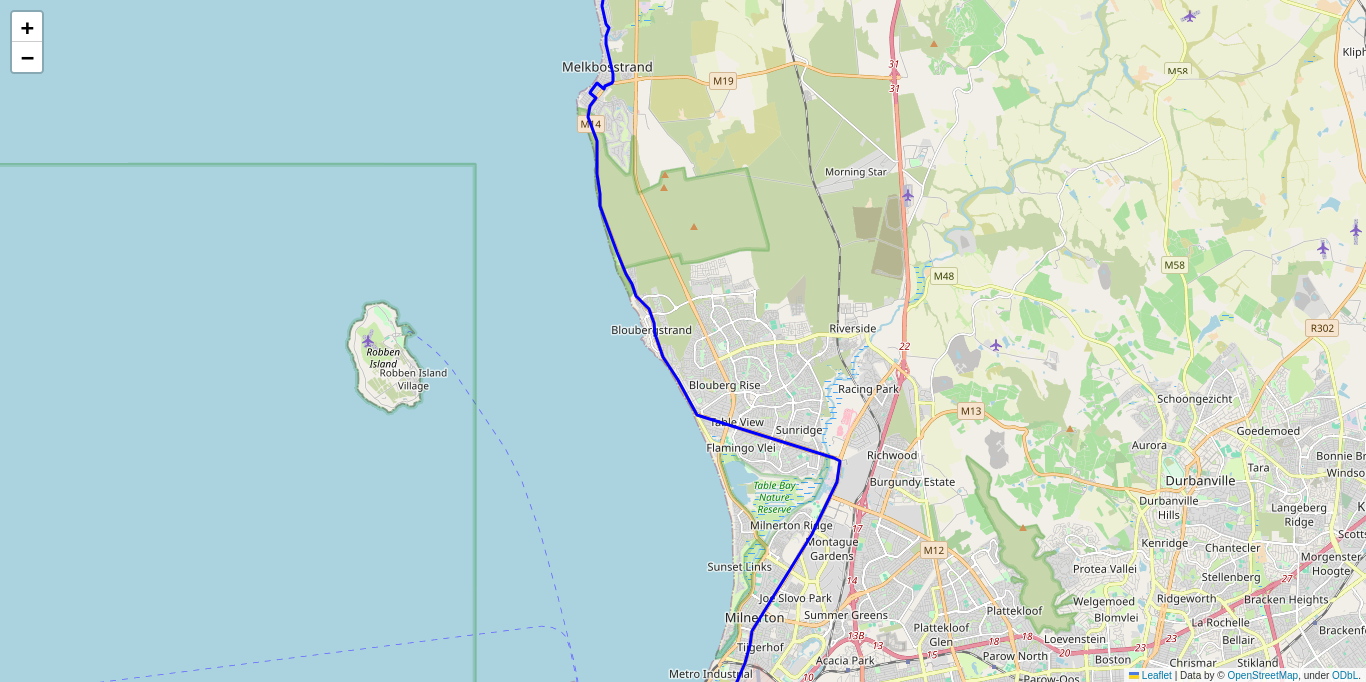 +
−
Melkbosstrand
M19
31
31
M58
Kliph
M14
Morning Star
M58
M48
R302
Robben
Island
Robben Island
Village
Bloubergstrand
Riverside
22
Blouberg Rise
Racing Park
Schoongezicht
M13
Table View
Sunridge
Flamingo Vlei
Richwood
Aurora
Goedemoed
Bonnie Br
Tara
Windso
Table Bay
Nature
Reserve
Burgundy Estate
Durbanville
Durbanville
Hills
Langeberg
Ridge
K
Milnerton Ridge
17
Montague
Gardens
M12
Kenridge
Chantecler
Scotts
Morgenster
Hoogte
Sunset Links
Protea Vallei
Stellenberg
14
27
Joe Slovo Park
Welgemoed
Ridgeworth
Bracken Heights
Milnerton
Summer Greens
Plattekloof
Blomvlei
La Rochelle
Brackenfe
Plattekloof
Glen
13B
18
18
Loevenstein
23
Bellair
Tijgerhof
15
Parow North
20
23
Acacia Park
Boston
Chrismar
Stikland
Metro Industrial
10
Parow-Oos
Leaflet | Data by © OpenStreetMap, under ODbL.